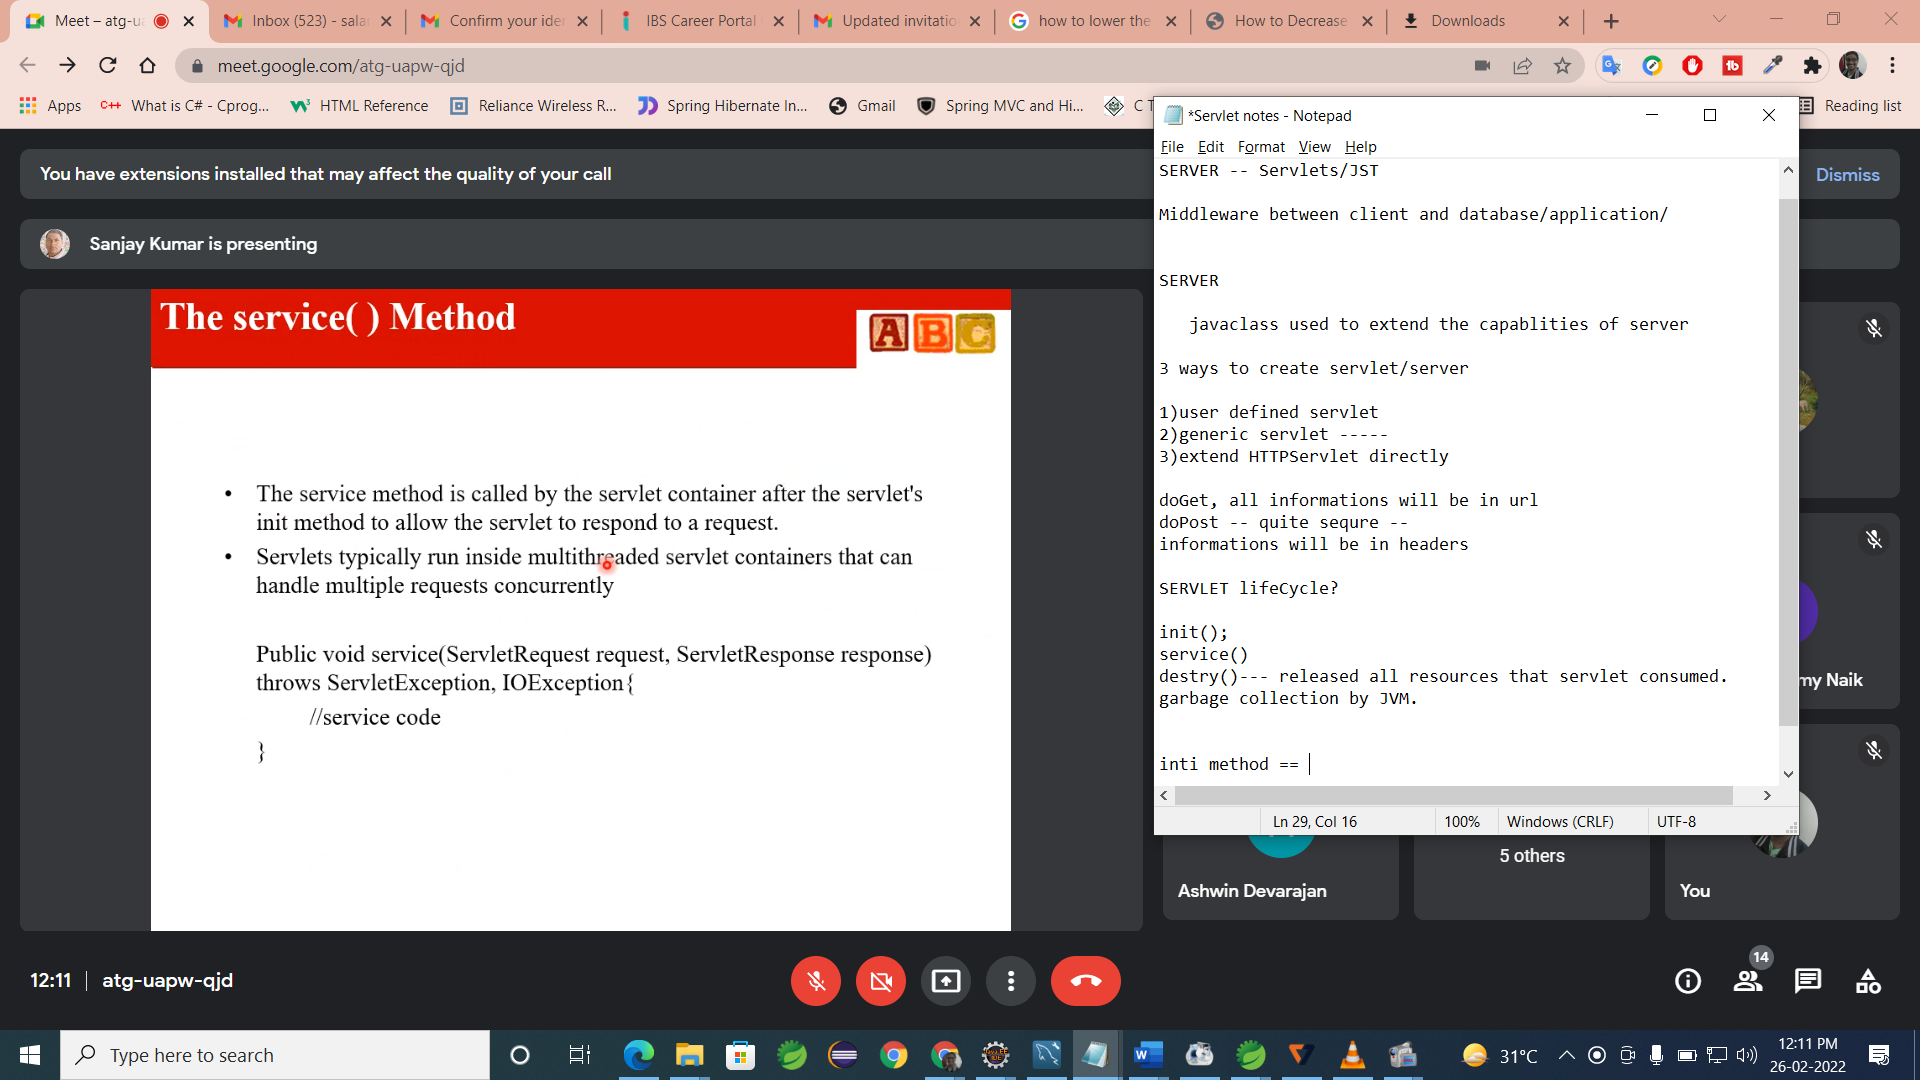 Meet – atg-u
Inbox (523) - sala
Confirm your ider
IBS Career Portal
Updated invitatio
how to lower the
How to Decrease
Downloads
meet.google.com/atg-uapw-qjd
Apps
C++ What is C# - Cprog...
HTML Reference
Reliance Wireless R...
Spring Hibernate In...
Gmail
Spring MVC and Hi...
C T
Reading list
You have extensions installed that may affect the quality of your call
Dismiss
Sanjay Kumar is presenting
The service( ) Method
ABC
• The service method is called by the servlet container after the servlet's
init method to allow the servlet to respond to a request.
• Servlets typically run inside multithreaded servlet containers that can
handle multiple requests concurrently
Public void service(ServletRequest request, ServletResponse response)
throws ServletException, IOException{
//service code
}
*Servlet notes - Notepad
File Edit Format View Help
SERVER -- Servlets/JST
Middleware between client and database/application/
SERVER
javaclass used to extend the capablities of server
3 ways to create servlet/server
1)user defined servlet
2)generic servlet -----
3)extend HTTPServlet directly
doGet, all informations will be in url
doPost -- quite sequre --
informations will be in headers
SERVLET lifeCycle?
init();
service()
destry()--- released all resources that servlet consumed.
garbage collection by JVM.
inti method ==
Ln 29, Col 16
100%
Windows (CRLF)
UTF-8
my Naik
Ashwin Devarajan
5 others
You
12:11
atg-uapw-qjd
14
Type here to search
31°C
12:11 PM
26-02-2022